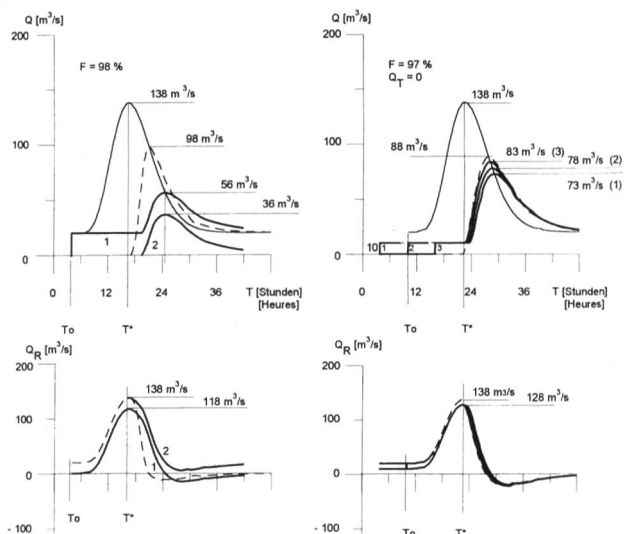 Q [m³/s]
200
F = 98 %
138 m³/s
100
98 m³/s
56 m³/s
36 m³/s
1
2
0
0 12 24 36 T [Stunden]
[Heures]
To T*
Q [m³/s]
200
F = 97 %
Q_T = 0
138 m³/s
100
88 m³/s
83 m³/s (3)
78 m³/s (2)
73 m³/s (1)
10 1 2 3
0
0 12 24 36 T [Stunden]
[Heures]
To T*
Q_R [m³/s]
200
138 m³/s
118 m³/s
100
2
1
0
To T*
- 100
Q_R [m³/s]
200
138 m3/s
128 m³/s
100
0
To T*
- 100